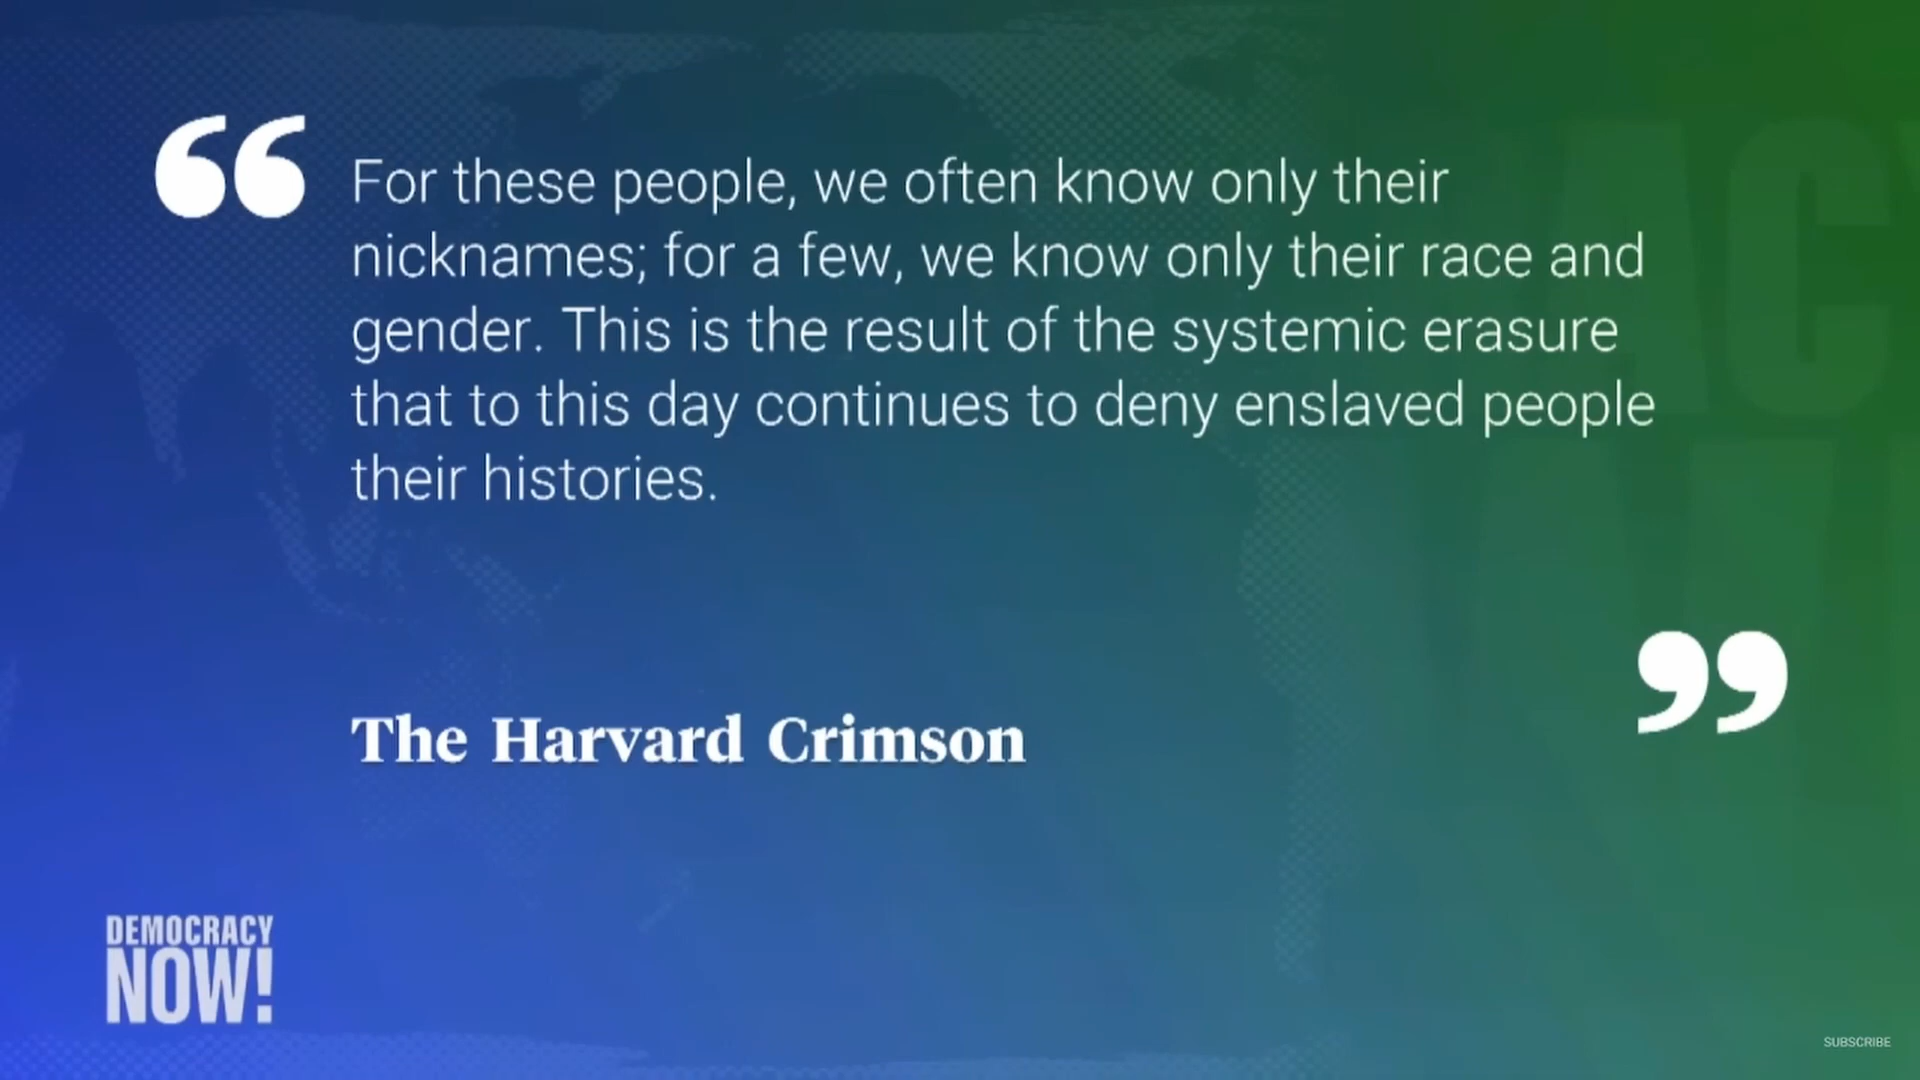 “
For these people, we often know only their
nicknames; for a few, we know only their race and
gender. This is the result of the systemic erasure
that to this day continues to deny enslaved people
their histories.
”
The Harvard Crimson
DEMOCRACY
NOW!
SUBSCRIBE